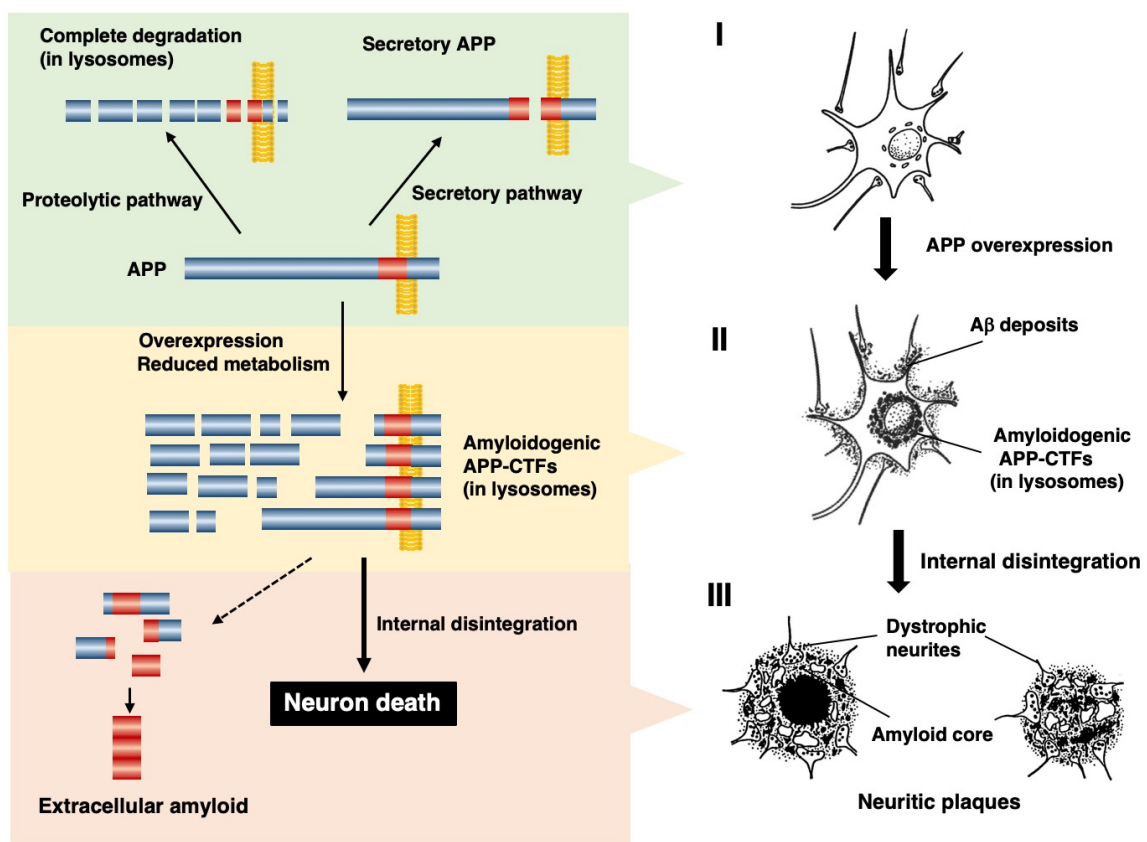 Complete degradation
(in lysosomes)
Secretory APP
Proteolytic pathway
Secretory pathway
APP
Overexpression
Reduced metabolism
Amyloidogenic
APP-CTFs
(in lysosomes)
Internal disintegration
Neuron death
Extracellular amyloid
I
APP overexpression
II
Aβ deposits
Amyloidogenic
APP-CTFs
(in lysosomes)
Internal disintegration
III
Dystrophic
neurites
Amyloid core
Neuritic plaques